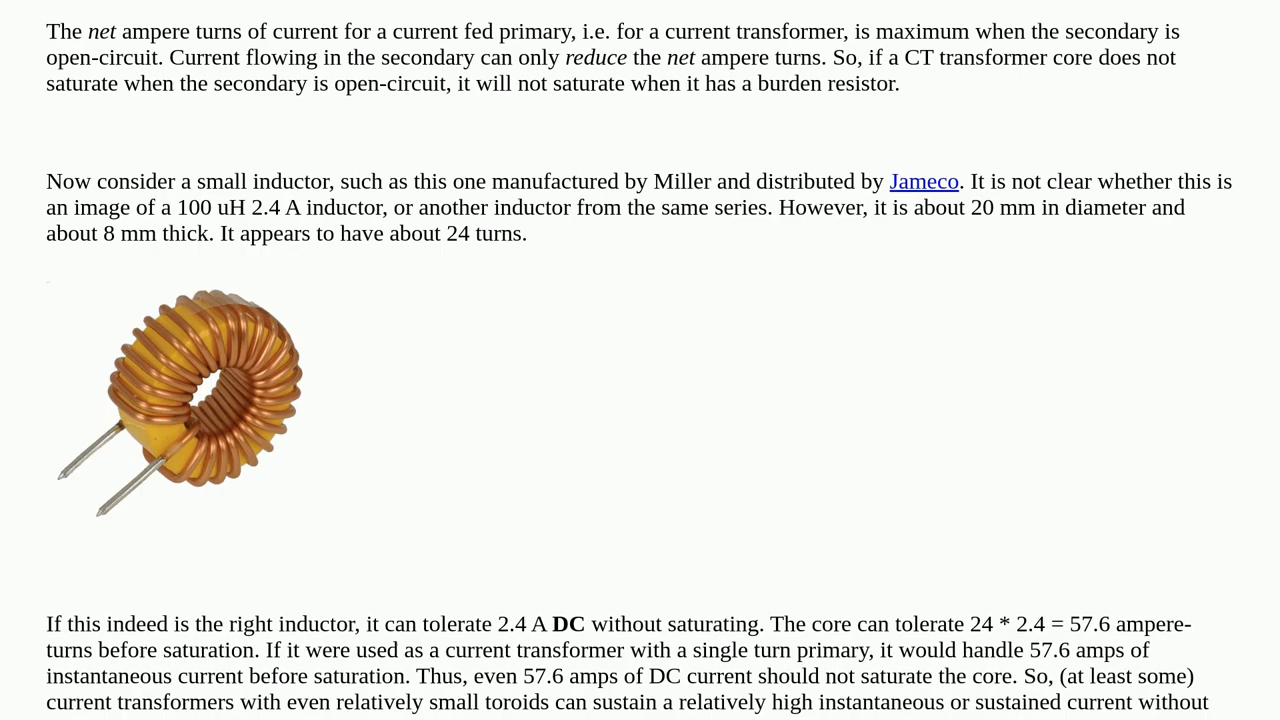 The net ampere turns of current for a current fed primary, i.e. for a current transformer, is maximum when the secondary is
open-circuit. Current flowing in the secondary can only reduce the net ampere turns. So, if a CT transformer core does not
saturate when the secondary is open-circuit, it will not saturate when it has a burden resistor.
Now consider a small inductor, such as this one manufactured by Miller and distributed by Jameco. It is not clear whether this is
an image of a 100 uH 2.4 A inductor, or another inductor from the same series. However, it is about 20 mm in diameter and
about 8 mm thick. It appears to have about 24 turns.
If this indeed is the right inductor, it can tolerate 2.4 A DC without saturating. The core can tolerate 24 * 2.4 = 57.6 ampere-
turns before saturation. If it were used as a current transformer with a single turn primary, it would handle 57.6 amps of
instantaneous current before saturation. Thus, even 57.6 amps of DC current should not saturate the core. So, (at least some)
current transformers with even relatively small toroids can sustain a relatively high instantaneous or sustained current without